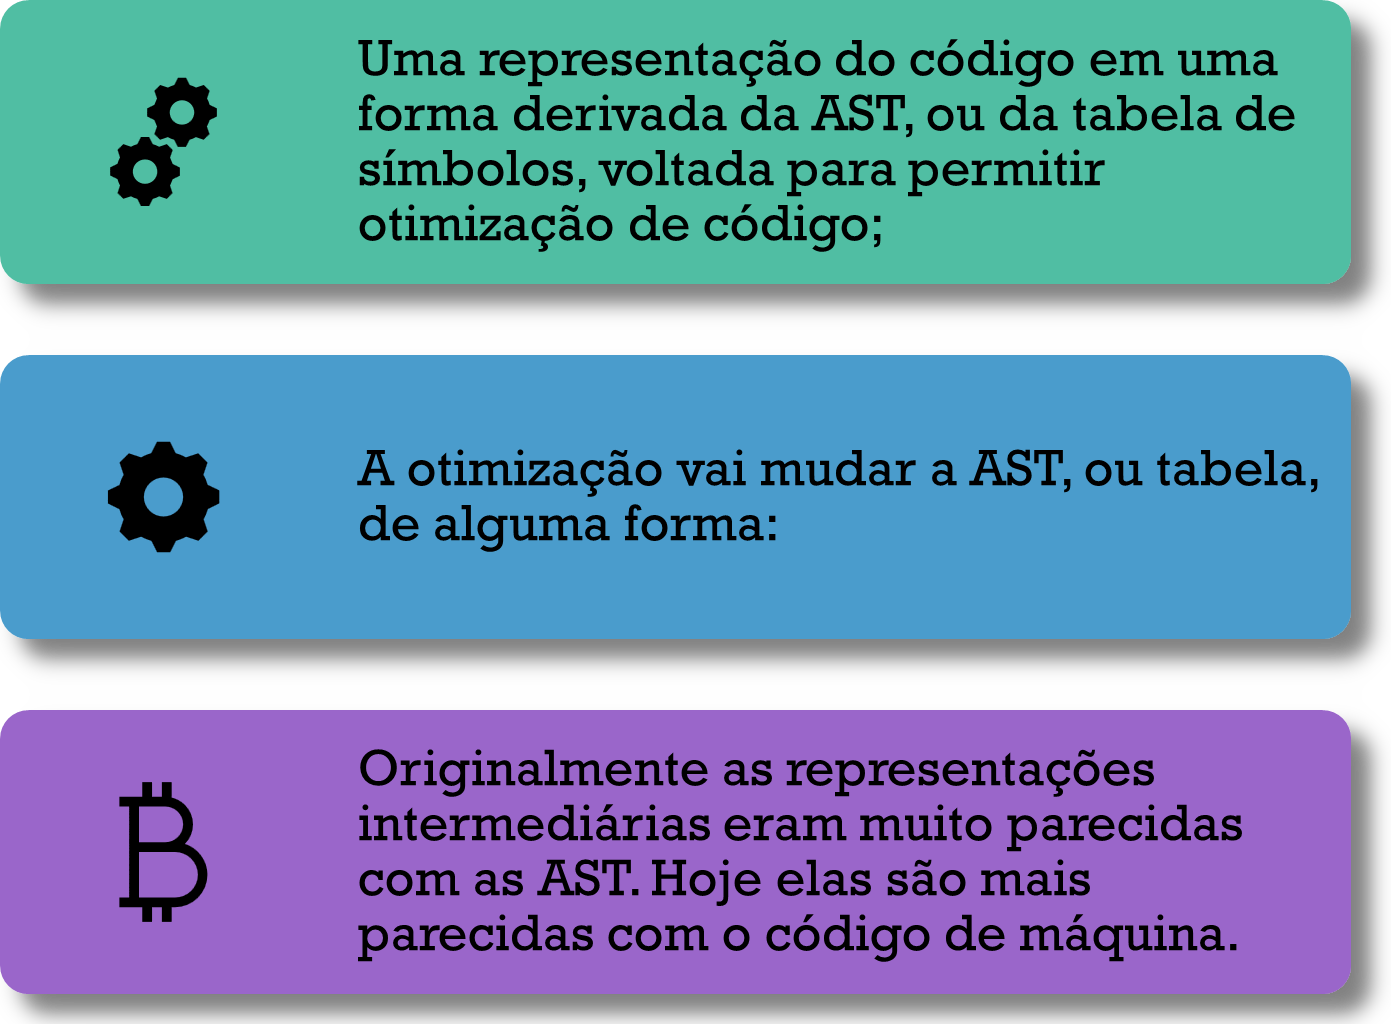 Uma representação do código em uma
forma derivada da AST, ou da tabela de
símbolos, voltada para permitir
otimização de código;
A otimização vai mudar a AST, ou tabela,
de alguma forma:
Originalmente as representações
intermediárias eram muito parecidas
com as AST. Hoje elas são mais
parecidas com o código de máquina.